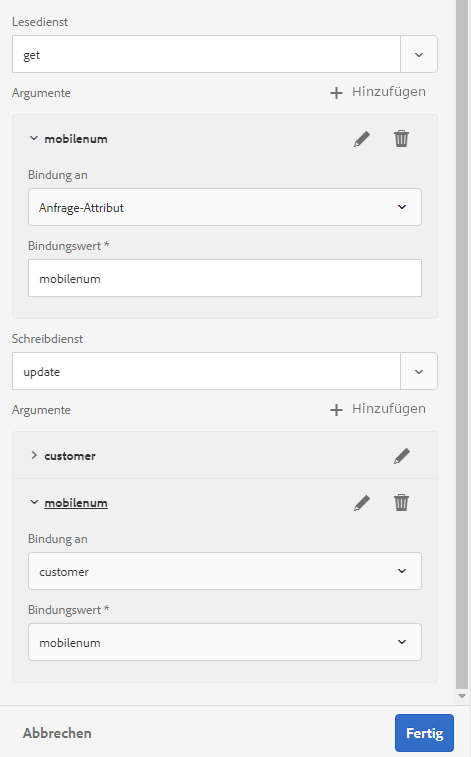 Lesedienst
get
Argumente
Hinzufügen
mobilenum
Bindung an
Anfrage-Attribut
Bindungswert *
mobilenum
Schreibdienst
update
Argumente
Hinzufügen
customer
mobilenum
Bindung an
customer
Bindungswert *
mobilenum
Abbrechen
Fertig